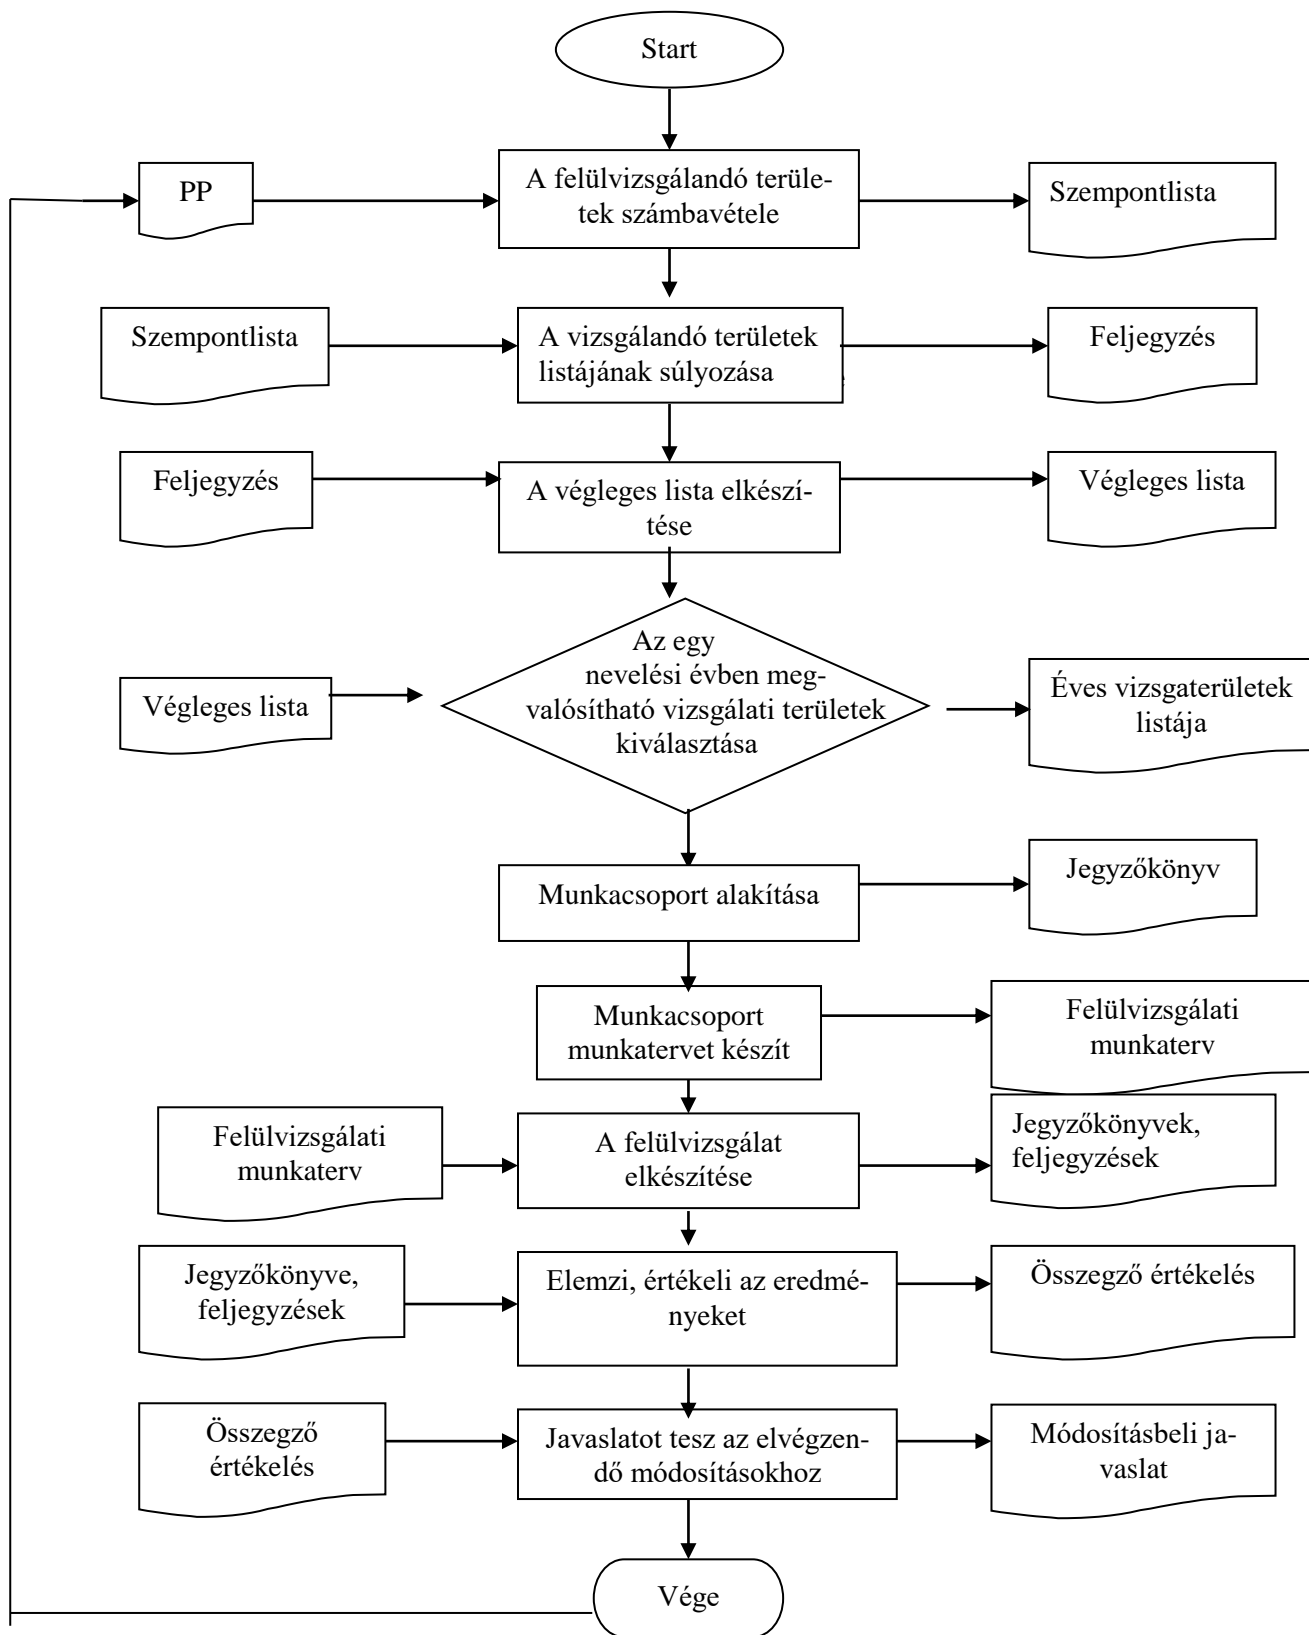 Start
PP
A felülvizsgálandó terüle-
tek számbavétele
Szempontlista
Szempontlista
A vizsgálandó területek
listájának súlyozása
Feljegyzés
Feljegyzés
A végleges lista elkészí-
tése
Végleges lista
Végleges lista
Az egy
nevelési évben meg-
valósítható vizsgálati területek
kiválasztása
Éves vizsgaterületek
listája
Munkacsoport alakítása
Jegyzőkönyv
Munkacsoport
munkatervet készít
Felülvizsgálati
munkaterv
Felülvizsgálati
munkaterv
A felülvizsgálat
elkészítése
Jegyzőkönyvek,
feljegyzések
Jegyzőkönyve,
feljegyzések
Elemzi, értékeli az eredmé-
nyeket
Összegző értékelés
Összegző
értékelés
Javaslatot tesz az elvégzen-
dő módosításokhoz
Módosításbeli ja-
vaslat
Vége